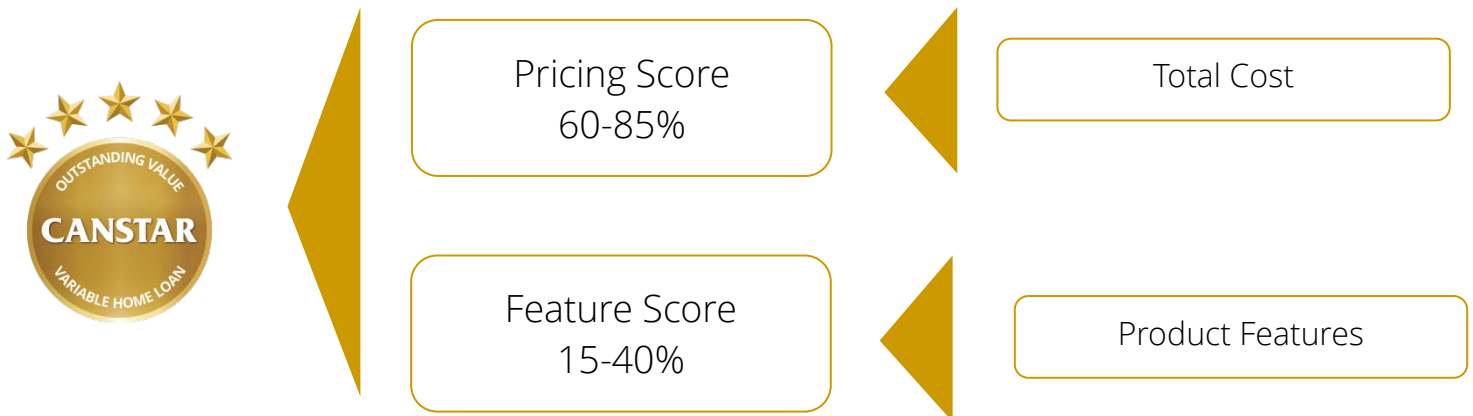 OUTSTANDING VALUE
CANSTAR
VARIABLE HOME LOAN
Pricing Score
60-85%
Total Cost
Feature Score
15-40%
Product Features